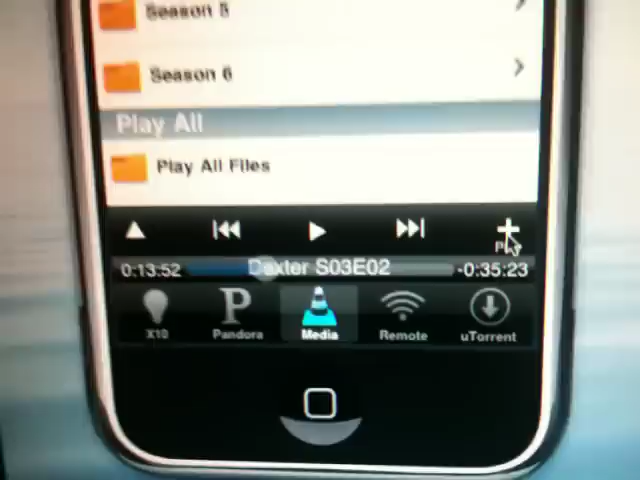 Season 5
Season 6
Play All
Play All Files
0:13:52 Dexter S03E02 -0:35:23
X10 Pandora Media Remote uTorrent